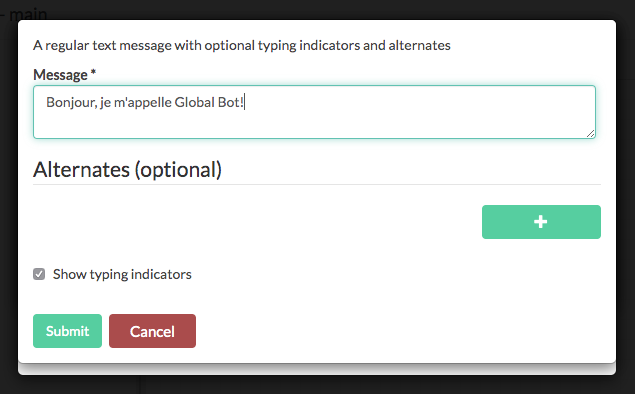 main
A regular text message with optional typing indicators and alternates
Message *
Bonjour, je m'appelle Global Bot!
Alternates (optional)
+
Show typing indicators
Submit Cancel